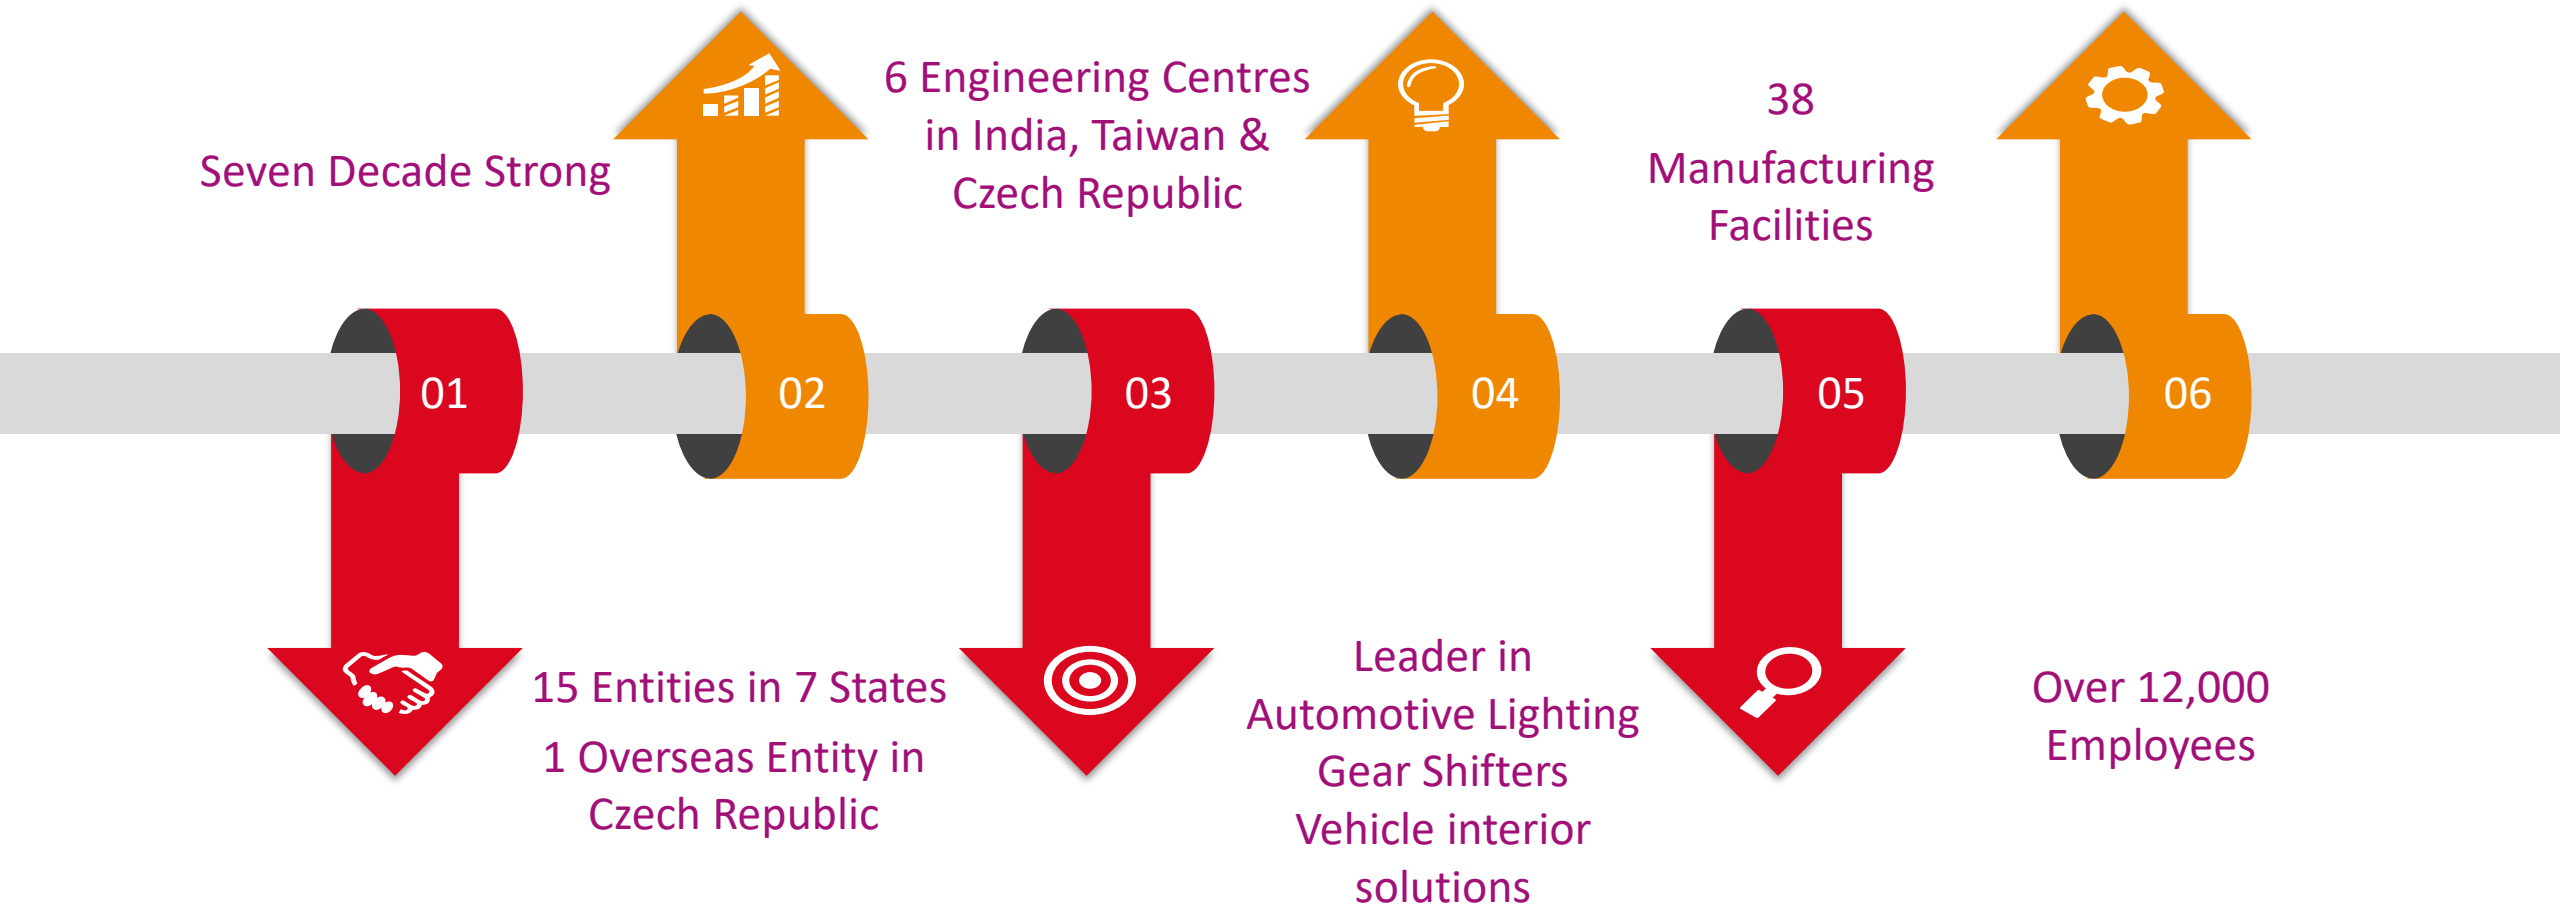 Seven Decade Strong
01
02
15 Entities in 7 States
1 Overseas Entity in
Czech Republic
6 Engineering Centres
in India, Taiwan &
Czech Republic
03
04
Leader in
Automotive Lighting
Gear Shifters
Vehicle interior
solutions
38
Manufacturing
Facilities
05
06
Over 12,000
Employees